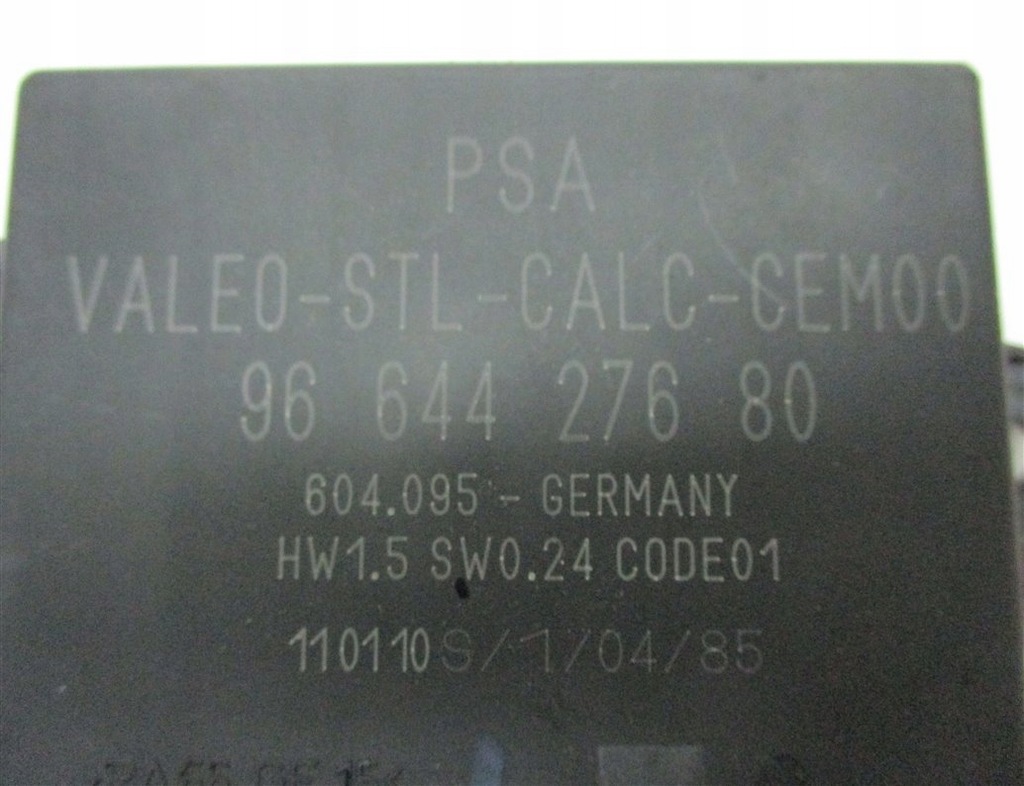 PSA
VALEO-STL-CALC-CEM00
96 644 276 80
604.095 - GERMANY
HW1.5 SW0.24 CODE01
110110S/1/04/85